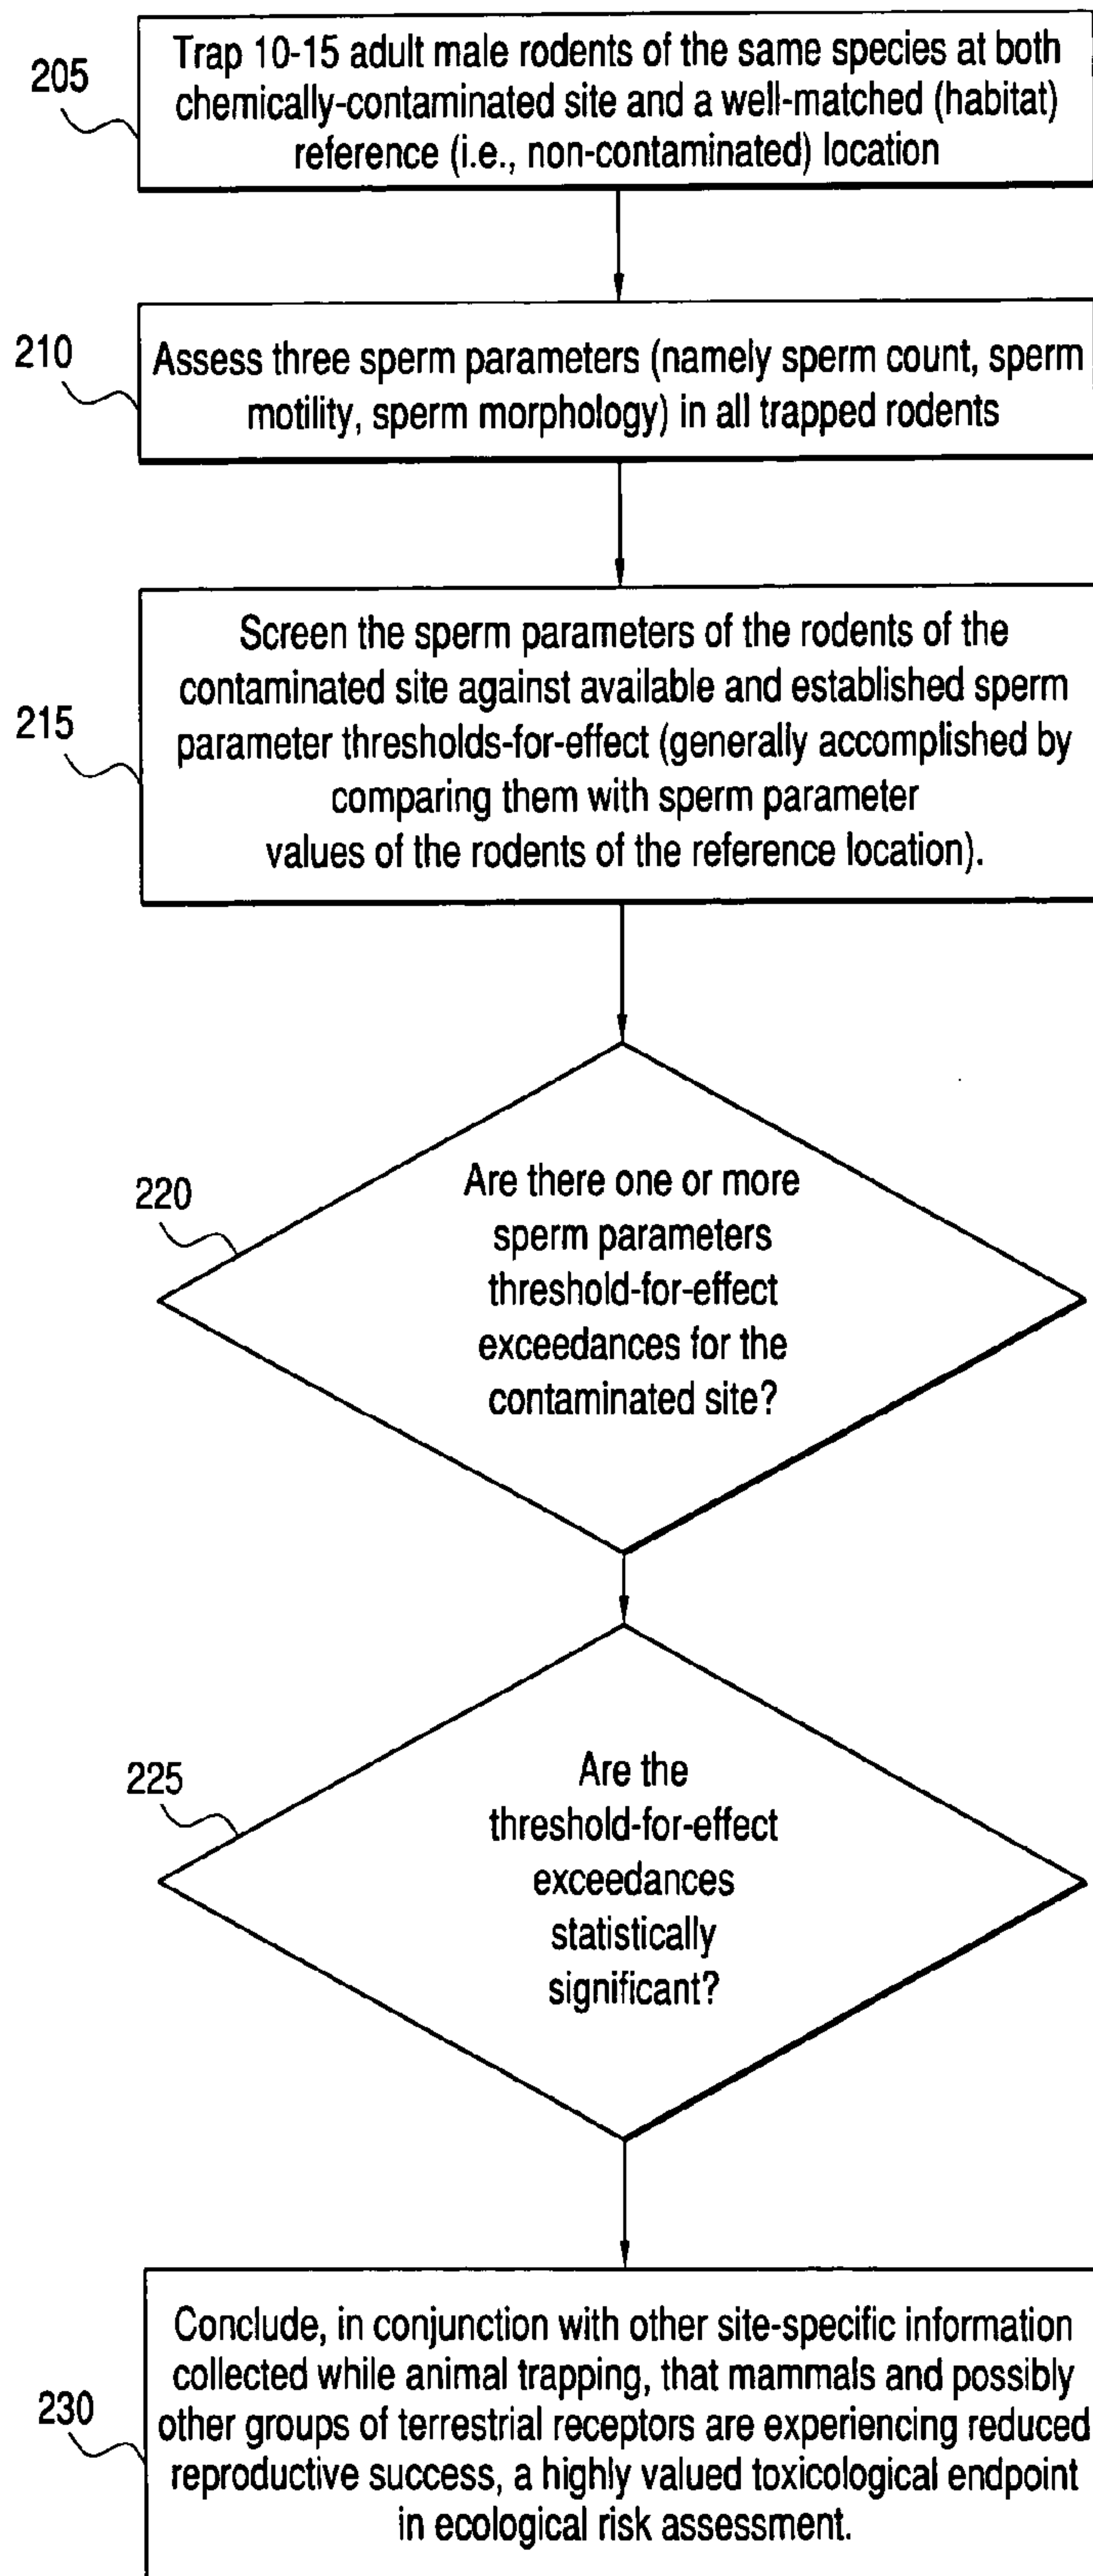 205
Trap 10-15 adult male rodents of the same species at both
chemically-contaminated site and a well-matched (habitat)
reference (i.e., non-contaminated) location
210
Assess three sperm parameters (namely sperm count, sperm
motility, sperm morphology) in all trapped rodents
215
Screen the sperm parameters of the rodents of the
contaminated site against available and established sperm
parameter thresholds-for-effect (generally accomplished by
comparing them with sperm parameter
values of the rodents of the reference location).
220
Are there one or more
sperm parameters
threshold-for-effect
exceedances for the
contaminated site?
225
Are the
threshold-for-effect
exceedances
statistically
significant?
230
Conclude, in conjunction with other site-specific information
collected while animal trapping, that mammals and possibly
other groups of terrestrial receptors are experiencing reduced
reproductive success, a highly valued toxicological endpoint
in ecological risk assessment.